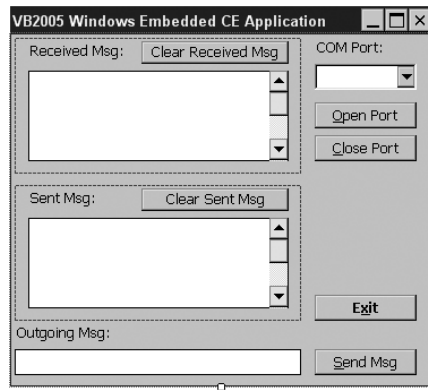 VB2005 Windows Embedded CE Application
Received Msg: Clear Received Msg
COM Port:
Open Port
Close Port
Sent Msg: Clear Sent Msg
Exit
Outgoing Msg:
Send Msg